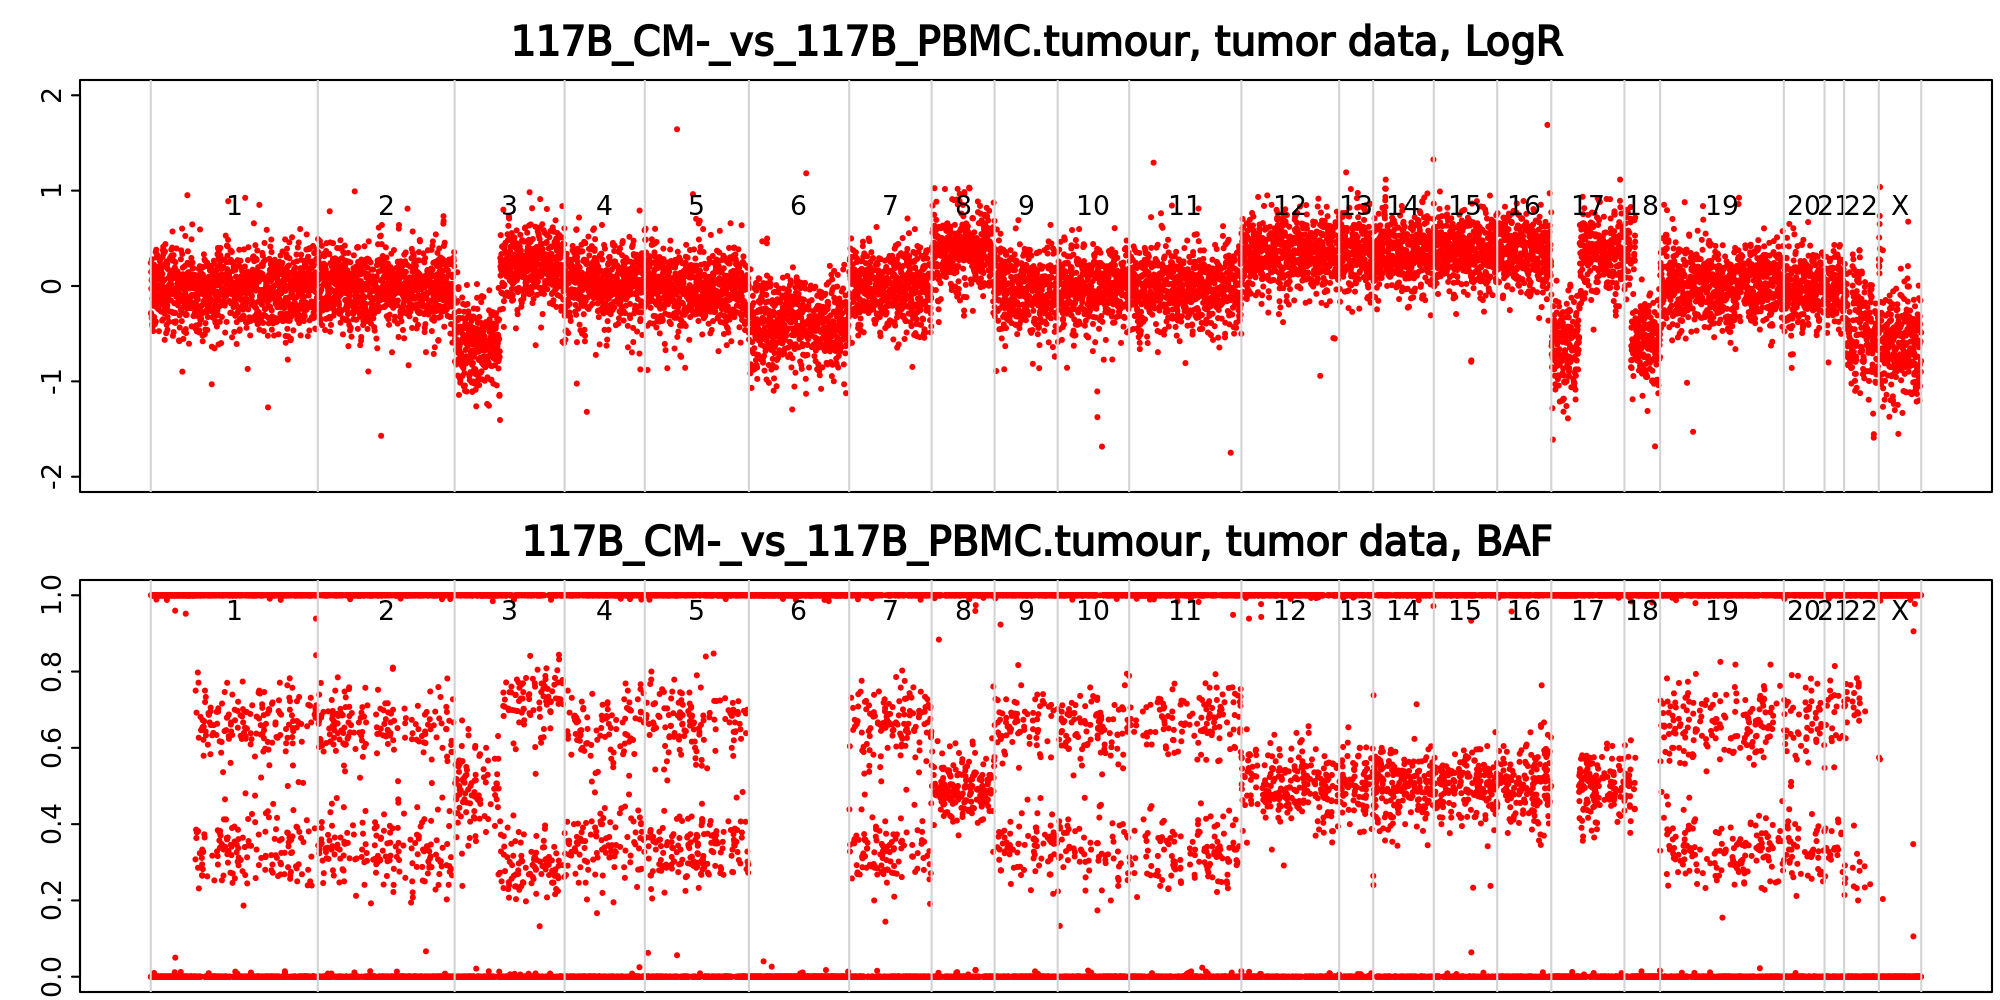 117B_CM-_vs_117B_PBMC.tumour, tumor data, LogR
2
1
0
-1
-2
1 2 3 4 5 6 7 8 9 10 11 12 13 14 15 16 17 18 19 20 21 22 X
117B_CM-_vs_117B_PBMC.tumour, tumor data, BAF
1.0
0.8
0.6
0.4
0.2
0.0
1 2 3 4 5 6 7 8 9 10 11 12 13 14 15 16 17 18 19 20 21 22 X